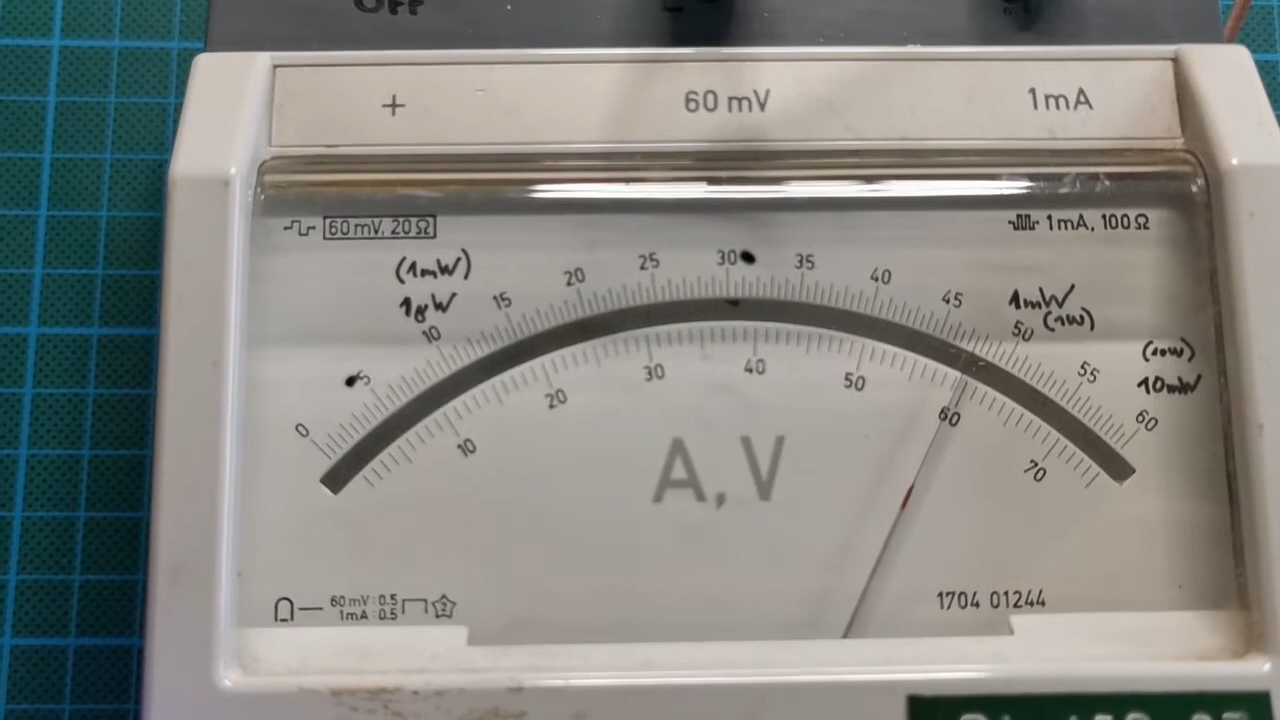 OFF
+ 60 mV 1mA
60 mV, 20 Ω 1 mA, 100 Ω
(1mW) 1mW
(1W)
(10W)
10mW
0 5 10 15 20 25 30 35 40 45 50 55 60
10 20 30 40 50 60 70
A, V
60 mV : 0.5
1mA : 0.5
2
1704 01244